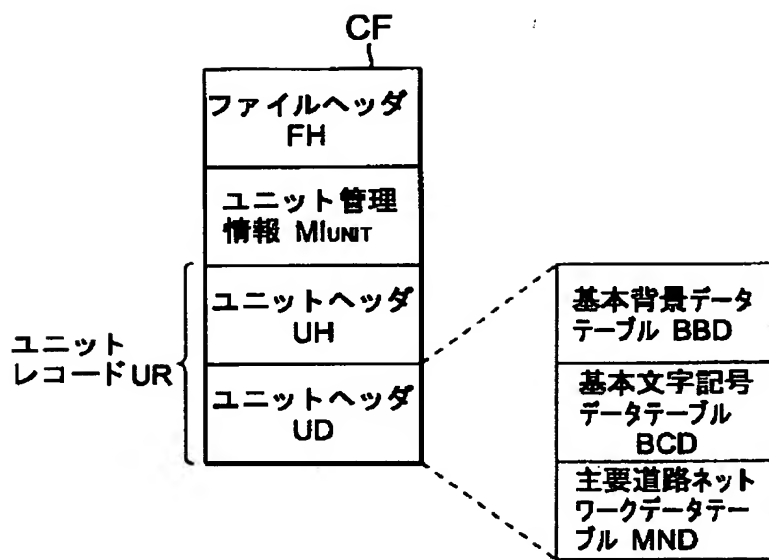 CF
ファイルヘッダ
FH
ユニット管理
情報 MIUNIT
ユニットヘッダ
UH
ユニットヘッダ
UD
ユニット
レコードUR
基本背景データ
テーブル BBD
基本文字記号
データテーブル
BCD
主要道路ネット
ワークデータテー
ブル MND